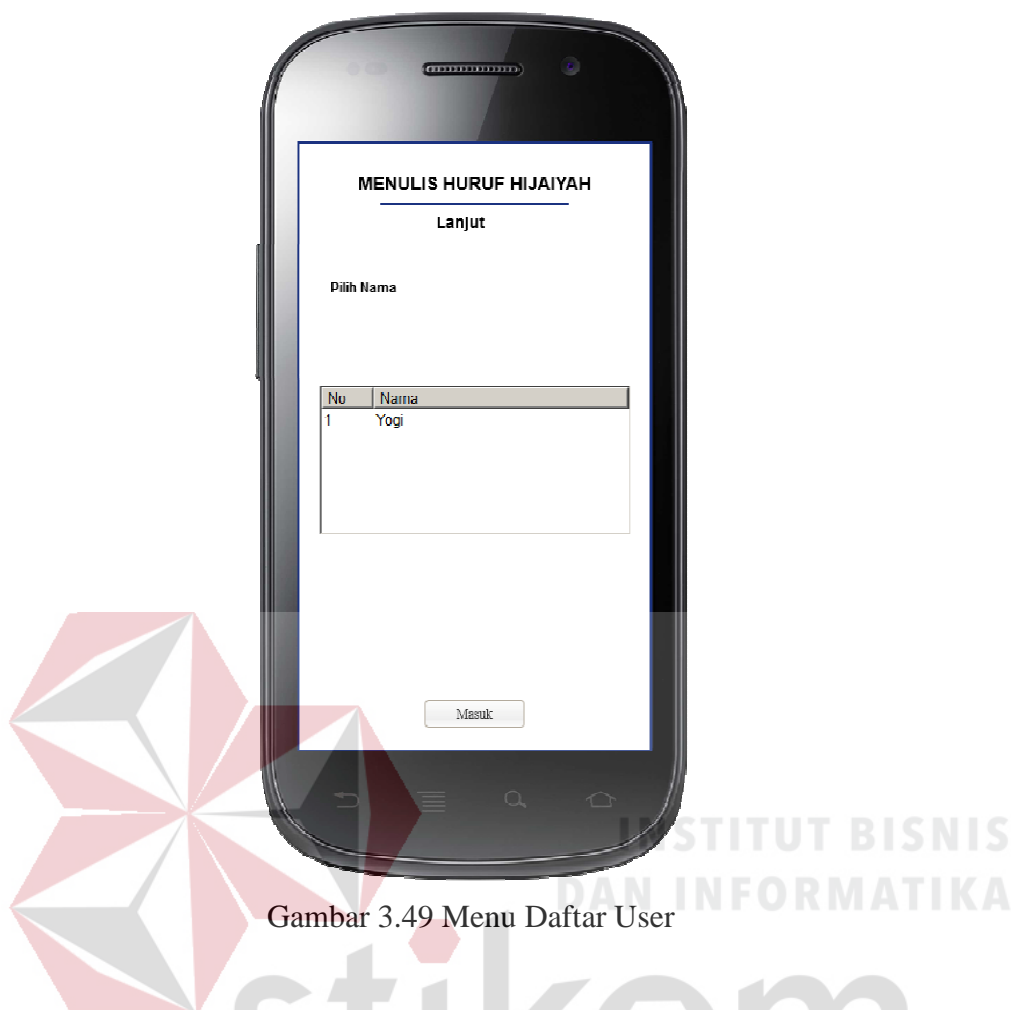 MENULIS HURUF HIJAIYAH
Lanjut
Pilih Nama
No Nama
1 Yogi
Masuk
INSTITUT BISNIS
DAN INFORMATIKA
Gambar 3.49 Menu Daftar User
stikom